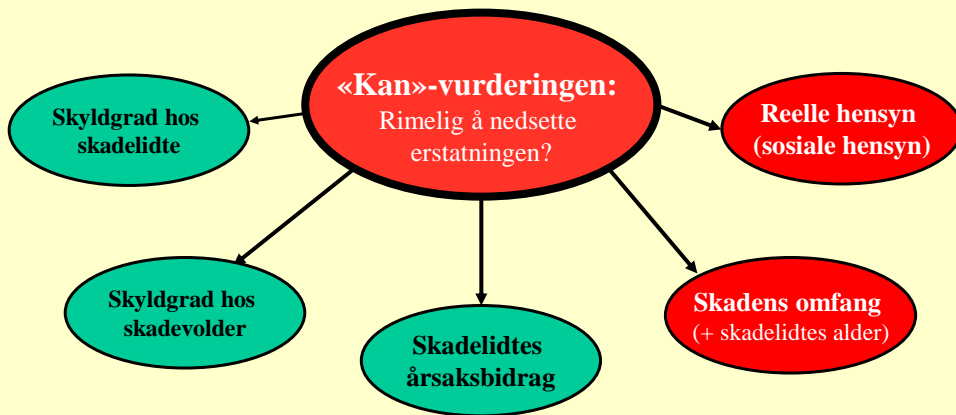 «Kan»-vurderingen:
Rimelig å nedsette
erstatningen?
Skyldgrad hos
skadelidte
Reelle hensyn
(sosiale hensyn)
Skyldgrad hos
skadevolder
Skadelidtes
årsaksbidrag
Skadens omfang
(+ skadelidtes alder)